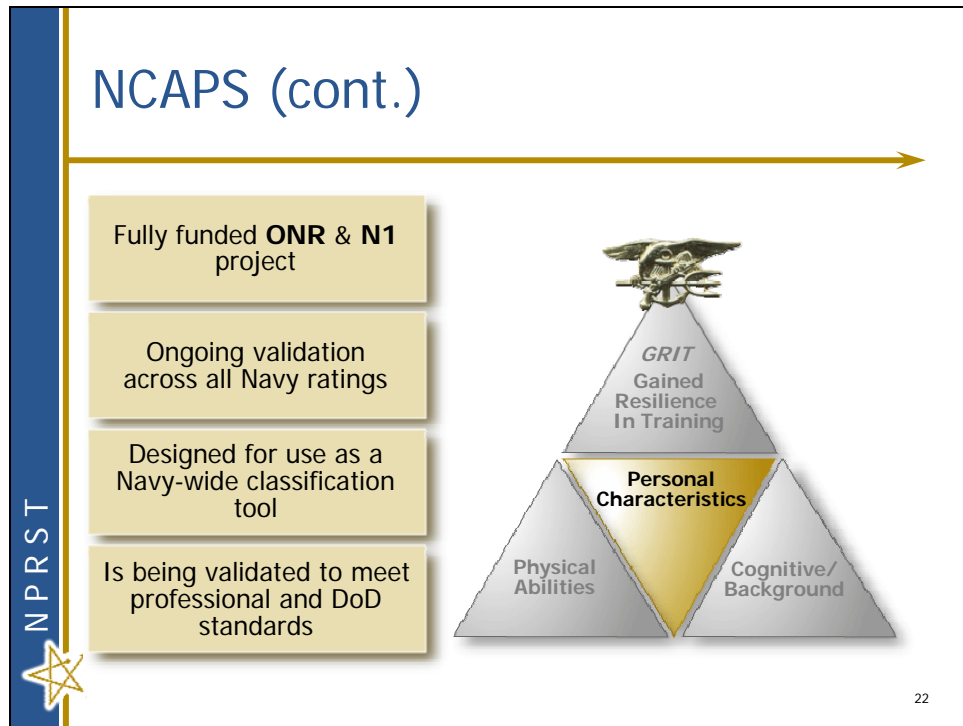 NCAPS (cont.)
Fully funded ONR & N1
project
Ongoing validation
across all Navy ratings
Designed for use as a
Navy-wide classification
tool
Is being validated to meet
professional and DoD
standards
GRIT
Gained
Resilience
In Training
Personal
Characteristics
Physical
Abilities
Cognitive/
Background
NPRST
22